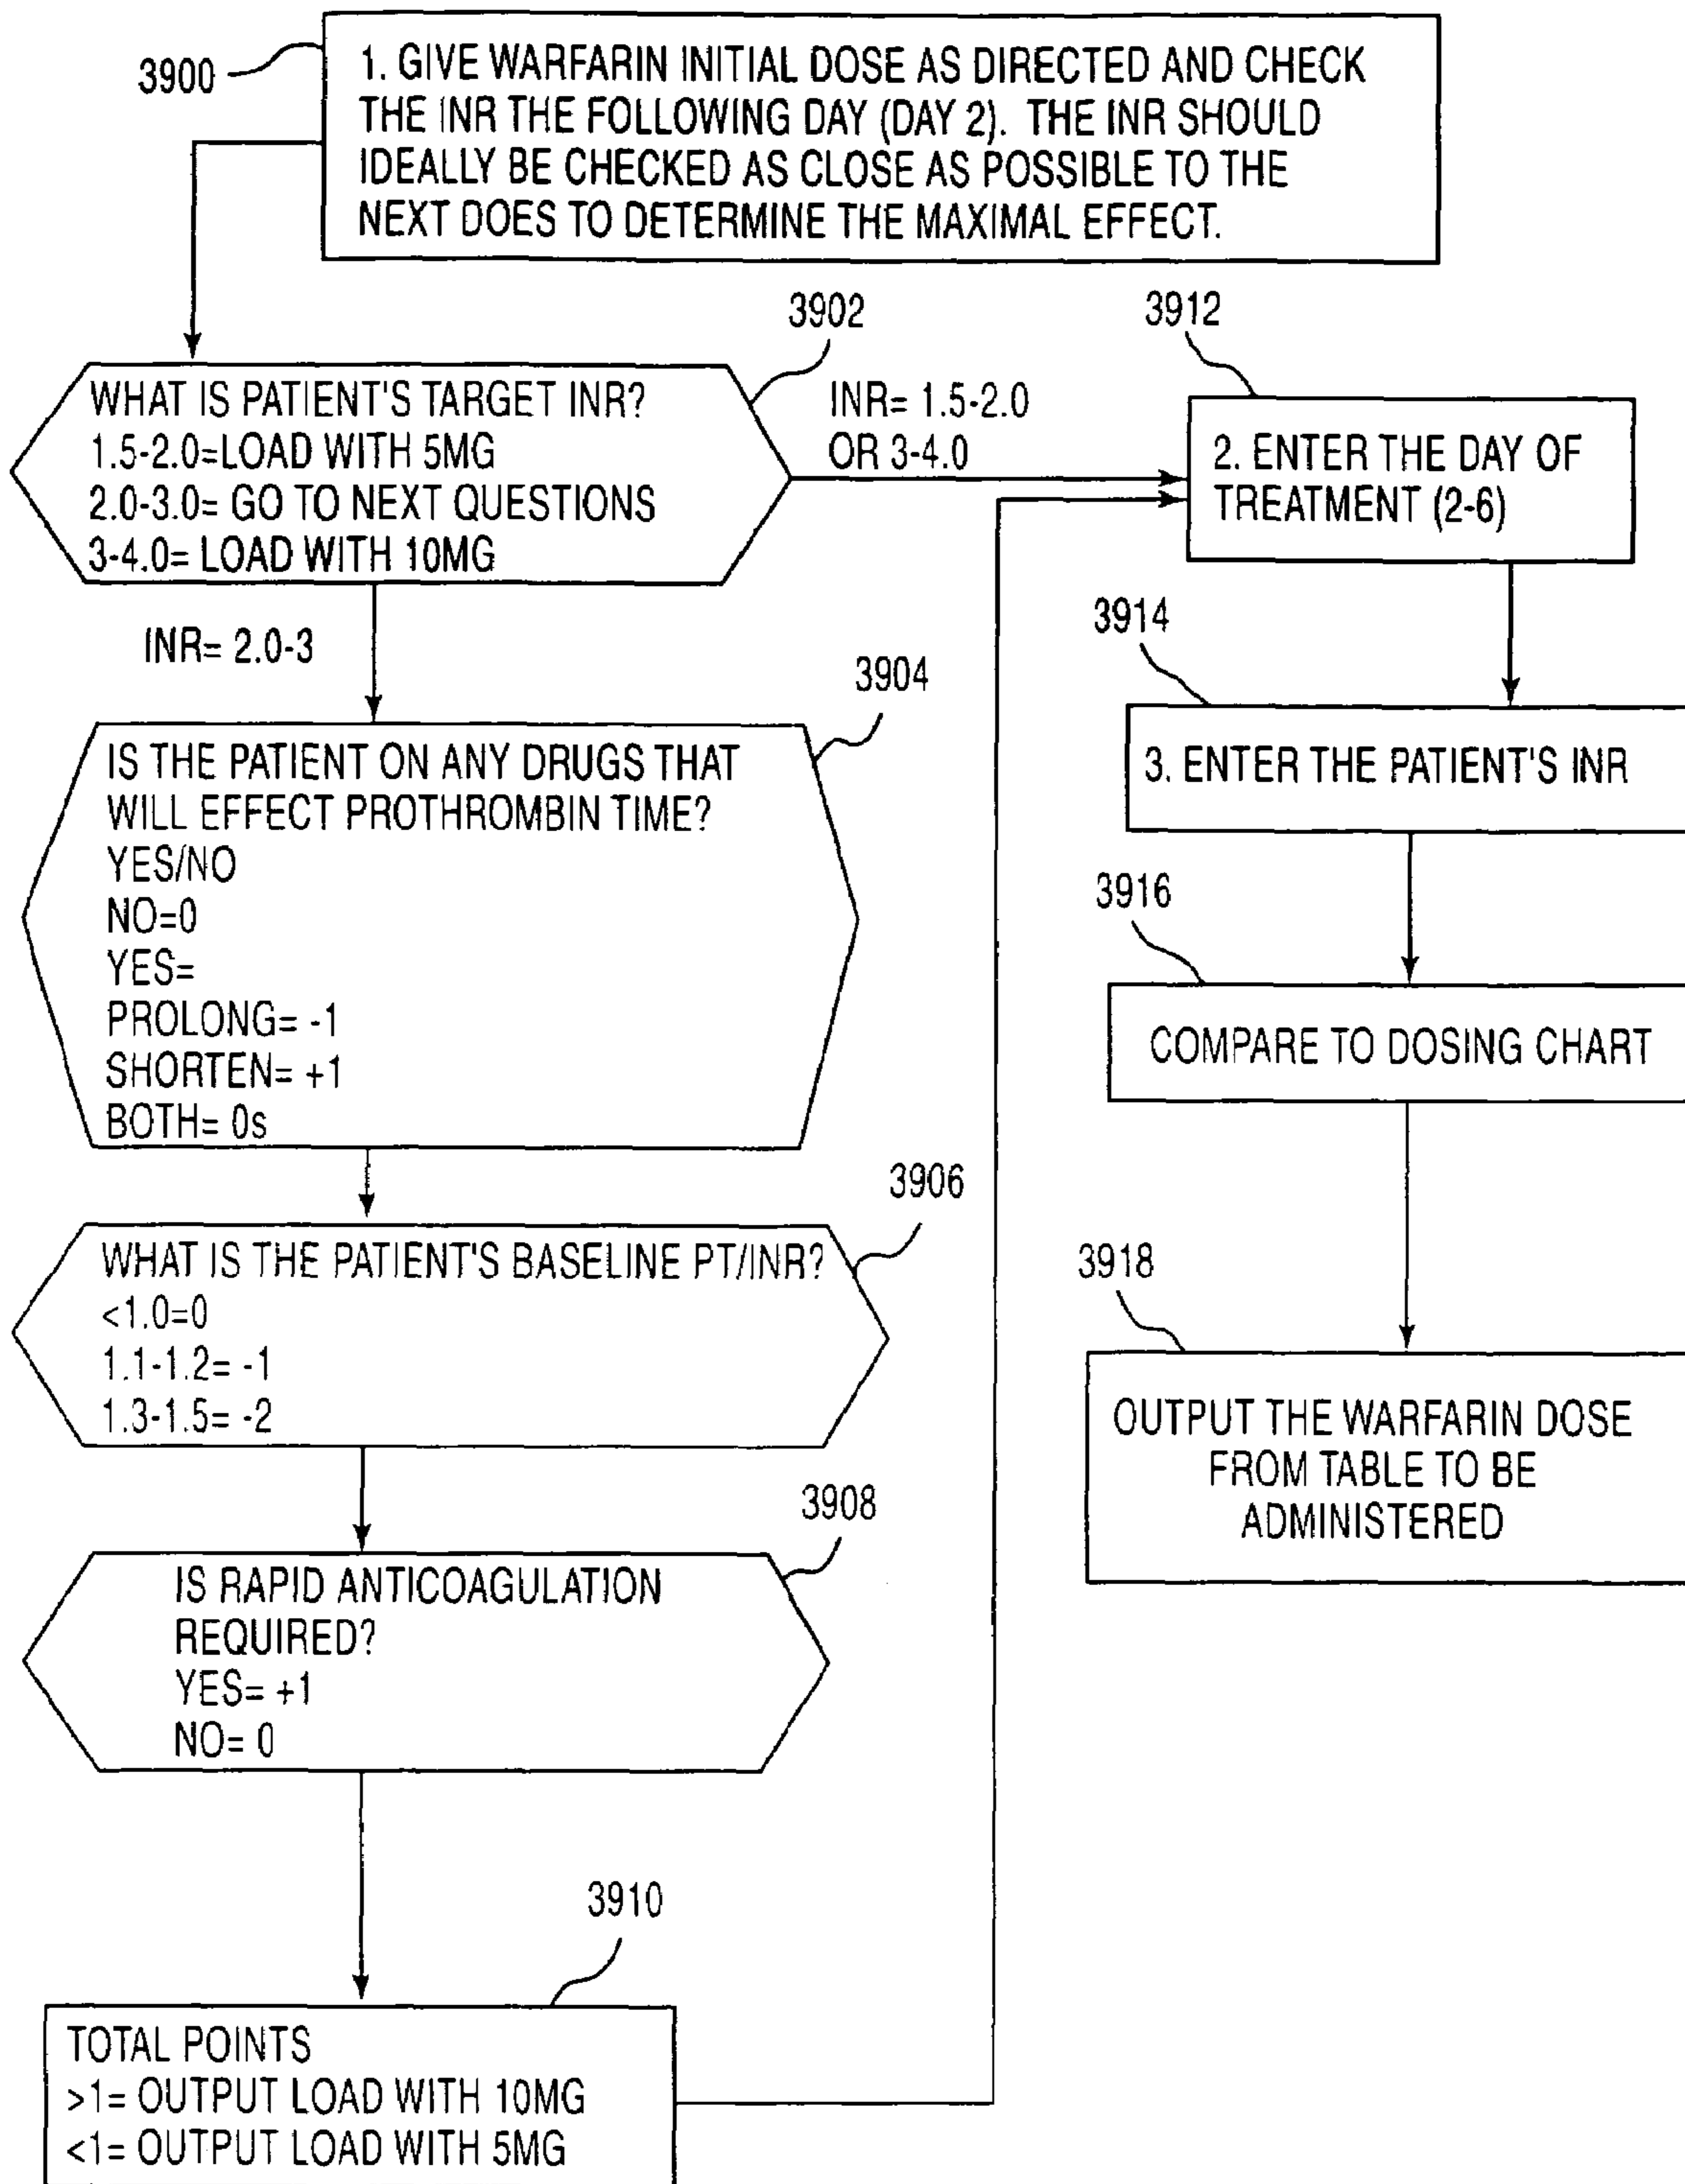 3900
1. GIVE WARFARIN INITIAL DOSE AS DIRECTED AND CHECK
THE INR THE FOLLOWING DAY (DAY 2). THE INR SHOULD
IDEALLY BE CHECKED AS CLOSE AS POSSIBLE TO THE
NEXT DOES TO DETERMINE THE MAXIMAL EFFECT.
3902
WHAT IS PATIENT'S TARGET INR?
1.5-2.0=LOAD WITH 5MG
2.0-3.0= GO TO NEXT QUESTIONS
3-4.0= LOAD WITH 10MG
INR= 1.5-2.0
OR 3-4.0
INR= 2.0-3
3904
IS THE PATIENT ON ANY DRUGS THAT
WILL EFFECT PROTHROMBIN TIME?
YES/NO
NO=0
YES=
PROLONG= -1
SHORTEN= +1
BOTH= 0s
3906
WHAT IS THE PATIENT'S BASELINE PT/INR?
<1.0=0
1.1-1.2= -1
1.3-1.5= -2
3908
IS RAPID ANTICOAGULATION
REQUIRED?
YES= +1
NO= 0
3910
TOTAL POINTS
>1= OUTPUT LOAD WITH 10MG
<1= OUTPUT LOAD WITH 5MG
3912
2. ENTER THE DAY OF
TREATMENT (2-6)
3914
3. ENTER THE PATIENT'S INR
3916
COMPARE TO DOSING CHART
3918
OUTPUT THE WARFARIN DOSE
FROM TABLE TO BE
ADMINISTERED